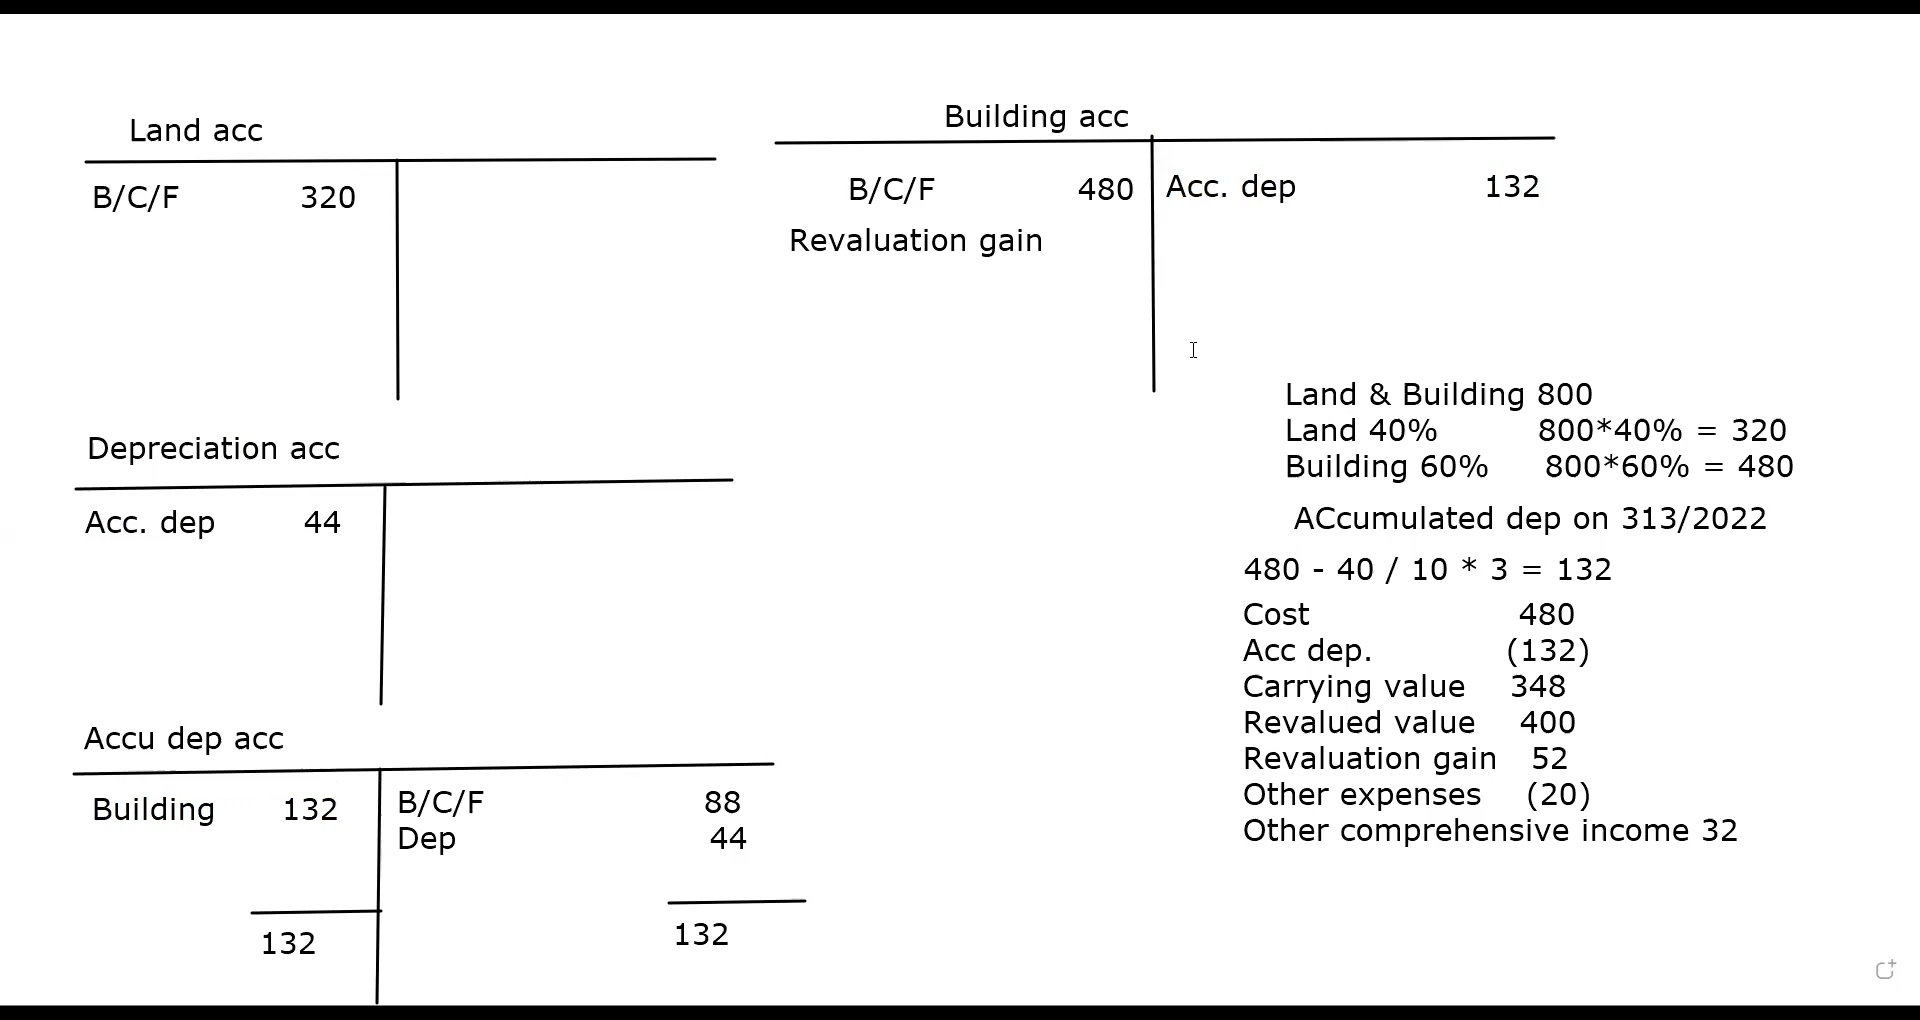 Land acc
B/C/F 320
Building acc
B/C/F 480 Acc. dep 132
Revaluation gain
Depreciation acc
Acc. dep 44
Accu dep acc
Building 132 B/C/F 88
Dep 44
132 132
Land & Building 800
Land 40% 800*40% = 320
Building 60% 800*60% = 480
ACcumulated dep on 313/2022
480 - 40 / 10 * 3 = 132
Cost 480
Acc dep. (132)
Carrying value 348
Revalued value 400
Revaluation gain 52
Other expenses (20)
Other comprehensive income 32